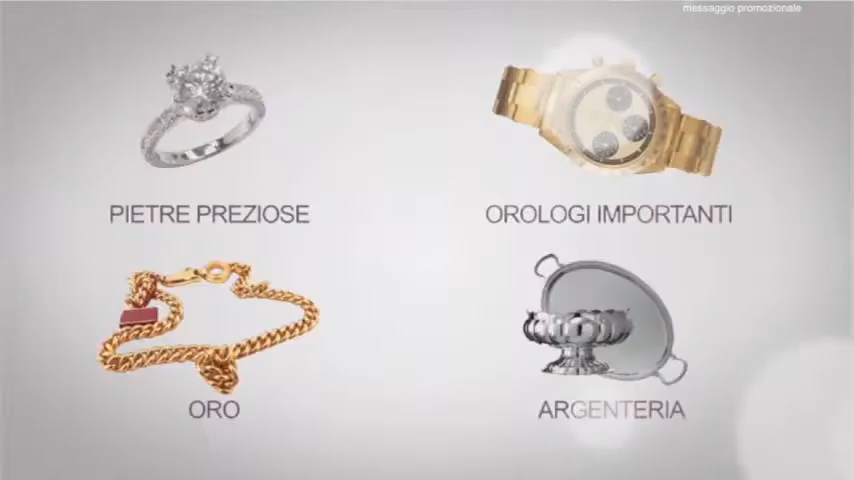 messaggio promozionale
PIETRE PREZIOSE
OROLOGI IMPORTANTI
ORO
ARGENTERIA